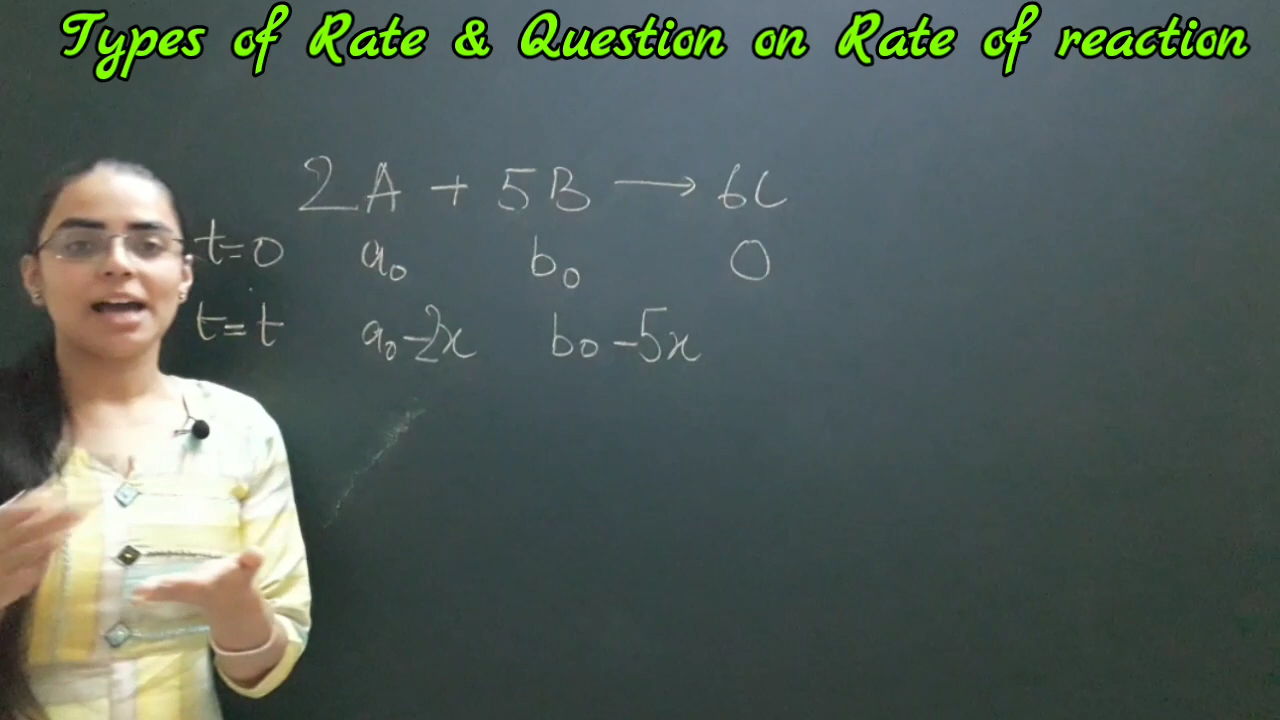 Types of Rate & Question on Rate of reaction
2A + 5B ⟶ 6C
t=0 a₀ b₀ 0
t=t a₀-2x b₀-5x